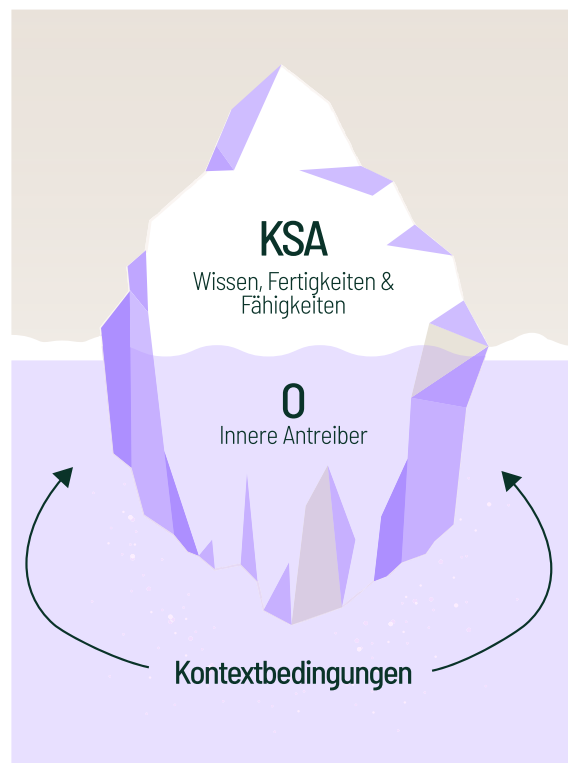 KSA
Wissen, Fertigkeiten &
Fähigkeiten
O
Innere Antreiber
Kontextbedingungen